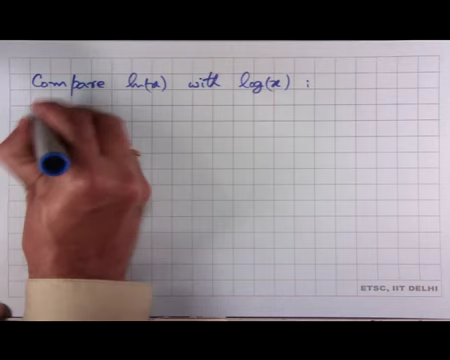 Compare ln(x) with log(x) :
ETSC, IIT DELHI